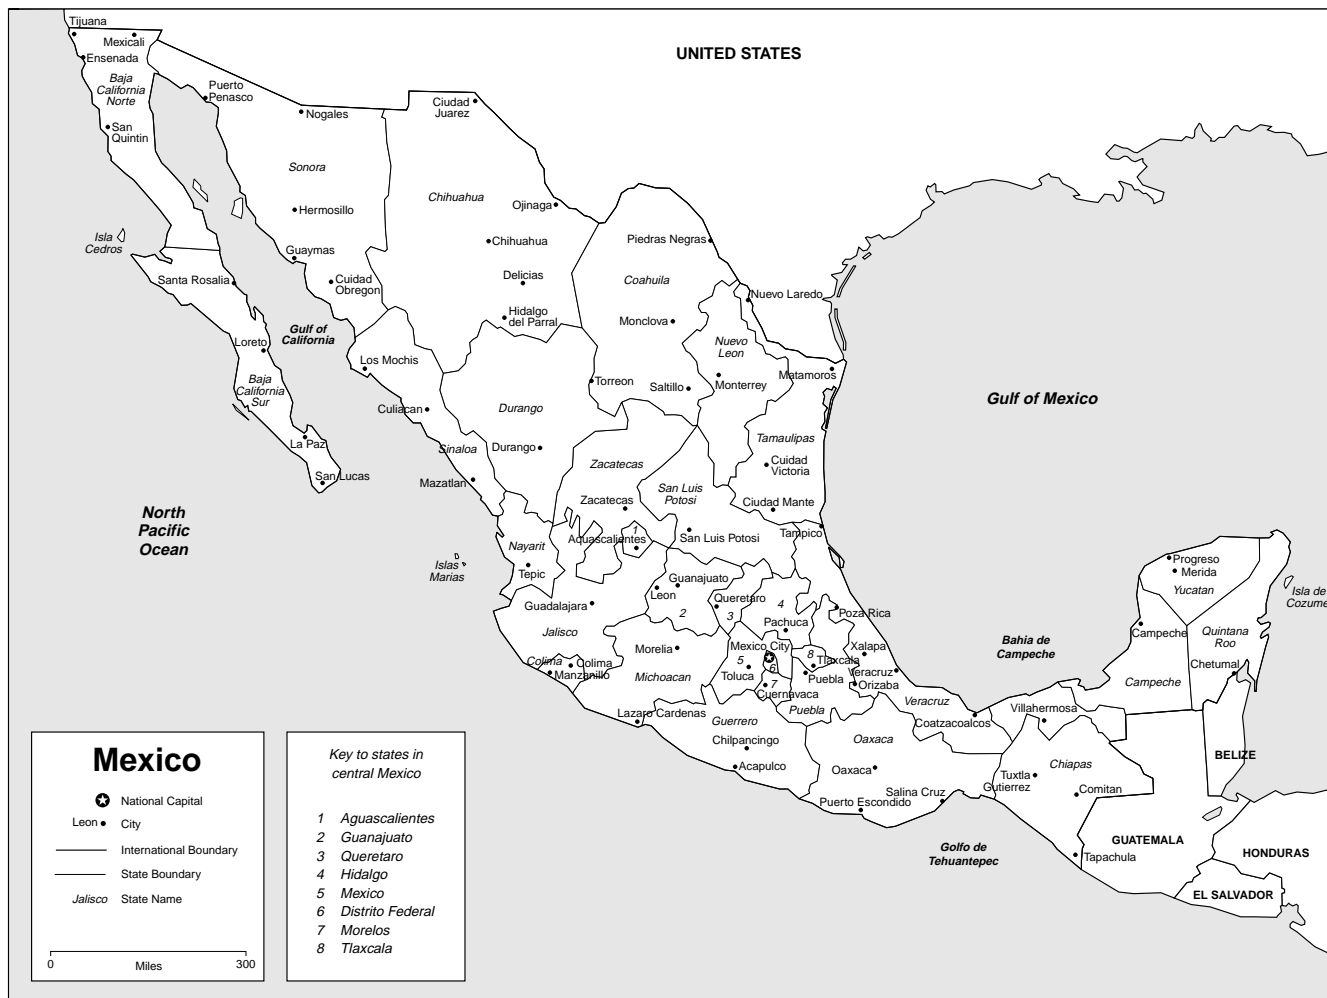 Tijuana
Mexicali
Ensenada
Baja
California
Norte
San
Quintin
Puerto
Penasco
Nogales
Ciudad
Juarez
UNITED STATES
Sonora
Chihuahua
Hermosillo
Ojinaga
Isla
Cedros
Guaymas
Chihuahua
Piedras Negras
Santa Rosalia
Cuidad
Obregon
Delicias
Coahuila
Nuevo Laredo
Hidalgo
del Parral
Monclova
Gulf of
California
Loreto
Los Mochis
Nuevo
Leon
Baja
California
Sur
Torreon
Saltillo
Monterrey
Matamoros
Culiacan
Durango
Gulf of Mexico
La Paz
Sinaloa
Durango
Tamaulipas
San Lucas
Mazatlan
Zacatecas
Cuidad
Victoria
North
Pacific
Ocean
Zacatecas
San Luis
Potosi
Ciudad Mante
Nayarit
Aquascalientes
1
San Luis Potosi
Tampico
Islas
Marias
Tepic
Guanajuato
Leon
2
Queretaro
3
4
Progreso
Merida
Yucatan
Isla de
Cozume
Guadalajara
Pachuca
Poza Rica
Jalisco
Morelia
Mexico City
Xalapa
Bahia de
Campeche
Campeche
Quintana
Roo
Colima
Colima
Manzanillo
Michoacan
5
Toluca
6
8
Tlaxcala
Puebla
Veracruz
Orizaba
Chetumal
7
Cuernavaca
Campeche
Lazaro Cardenas
Guerrero
Puebla
Veracruz
Coatzacoalcos
Villahermosa
Chilpancingo
Oaxaca
BELIZE
Acapulco
Oaxaca
Tuxtla
Gutierrez
Chiapas
Comitan
Salina Cruz
Puerto Escondido
Golfo de
Tehuantepec
Tapachula
GUATEMALA
HONDURAS
EL SALVADOR
Mexico
National Capital
Leon
City
International Boundary
State Boundary
Jalisco
State Name
0
Miles
300
Key to states in
central Mexico
1 Aguascalientes
2 Guanajuato
3 Queretaro
4 Hidalgo
5 Mexico
6 Distrito Federal
7 Morelos
8 Tlaxcala